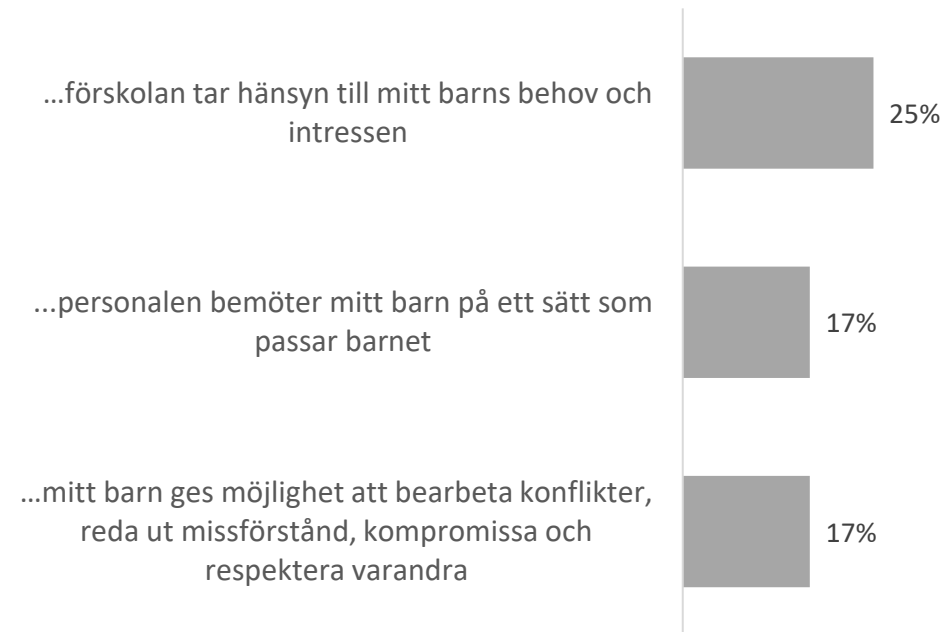 …förskolan tar hänsyn till mitt barns behov och
intressen
25%
...personalen bemöter mitt barn på ett sätt som
passar barnet
17%
…mitt barn ges möjlighet att bearbeta konflikter,
reda ut missförstånd, kompromissa och
respektera varandra
17%